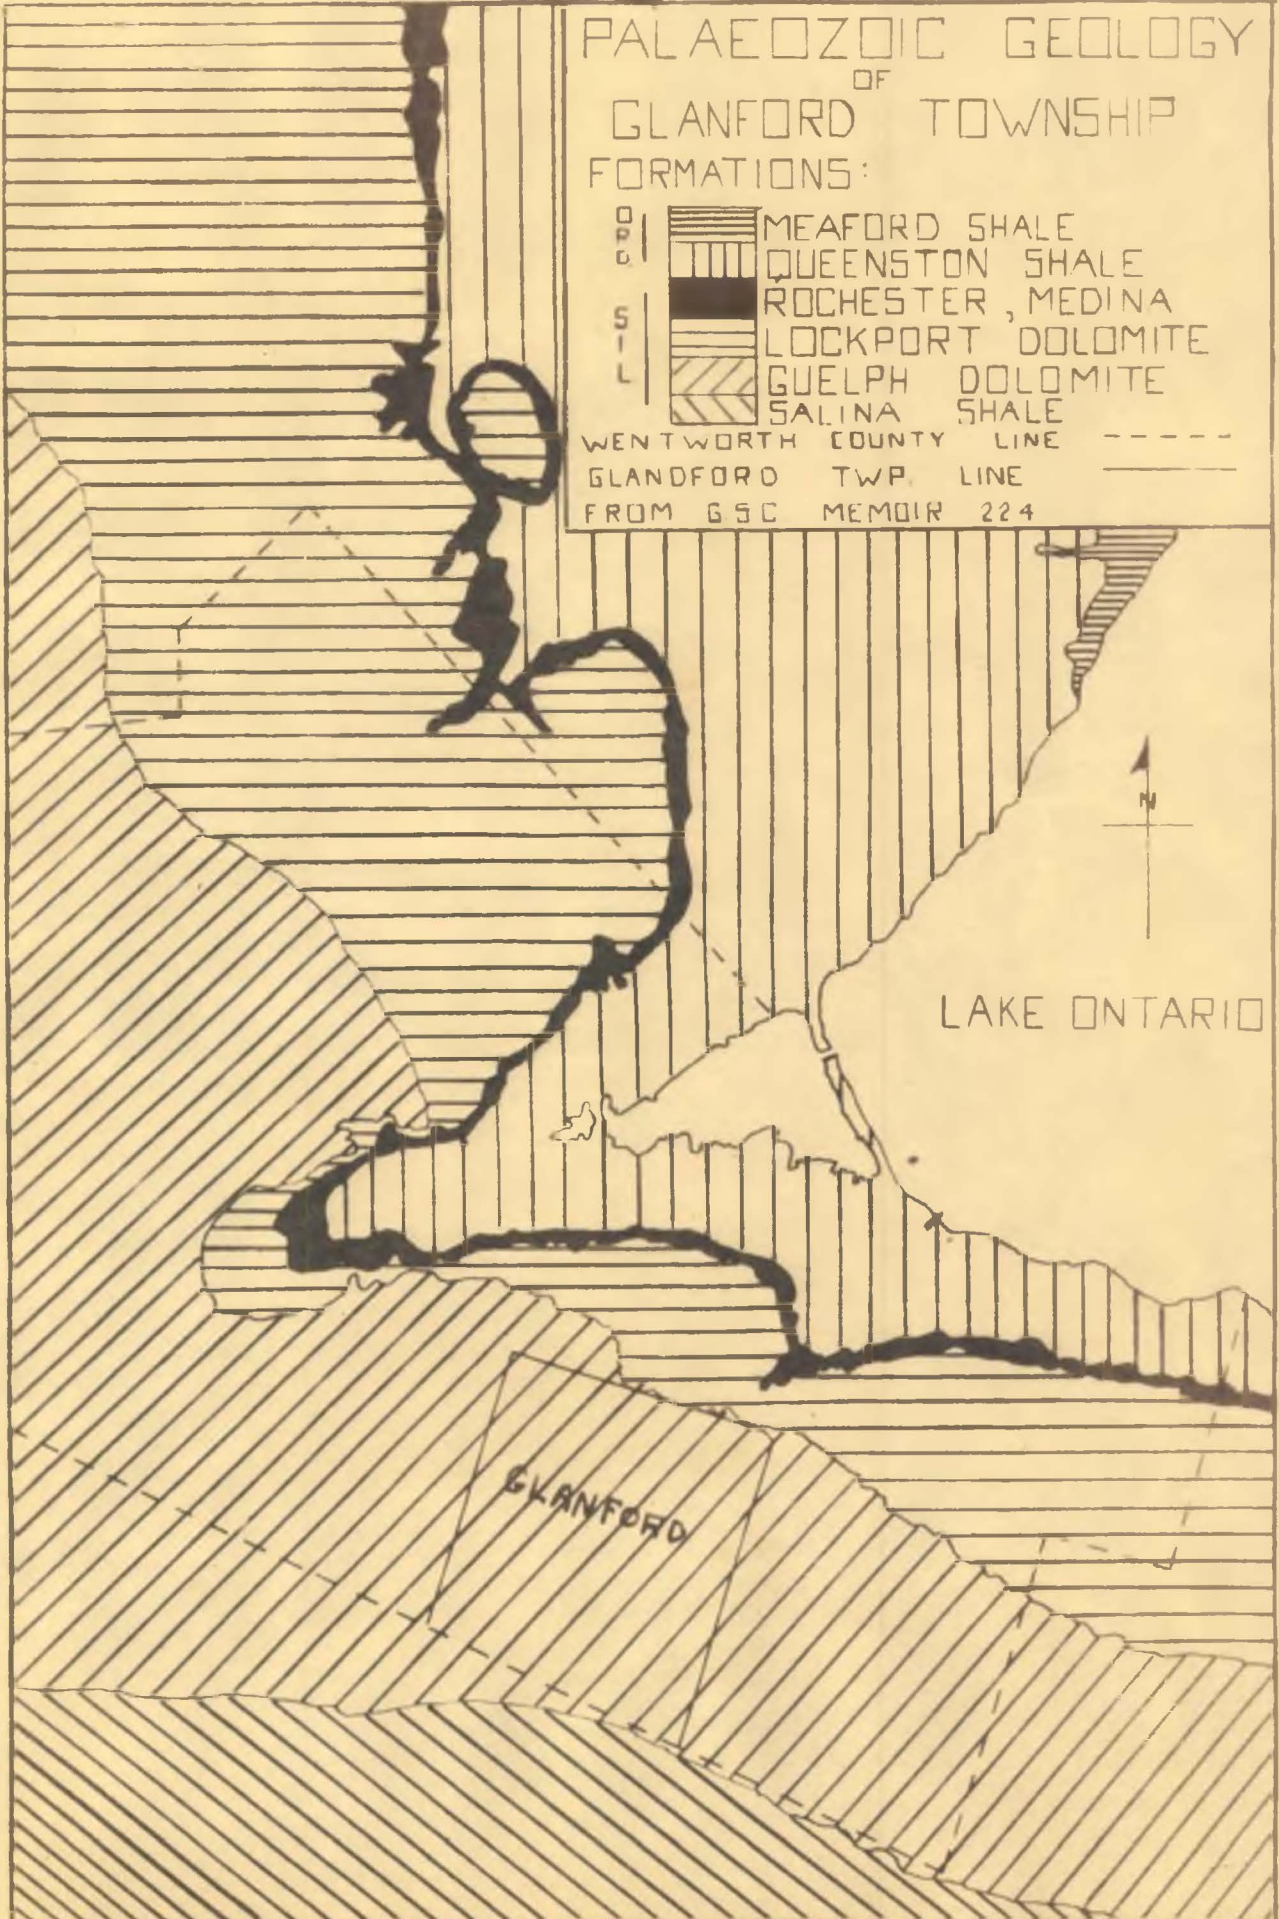 PALAEOZOIC GEOLOGY
OF
GLANFORD TOWNSHIP
FORMATIONS:
ORD.
MEAFORD SHALE
QUEENSTON SHALE
SIL
ROCHESTER, MEDINA
LOCKPORT DOLOMITE
GUELPH DOLOMITE
SALINA SHALE
WENTWORTH COUNTY LINE
GLANDFORD TWP. LINE
FROM GSC MEMOIR 224
N
LAKE ONTARIO
GLANFORD